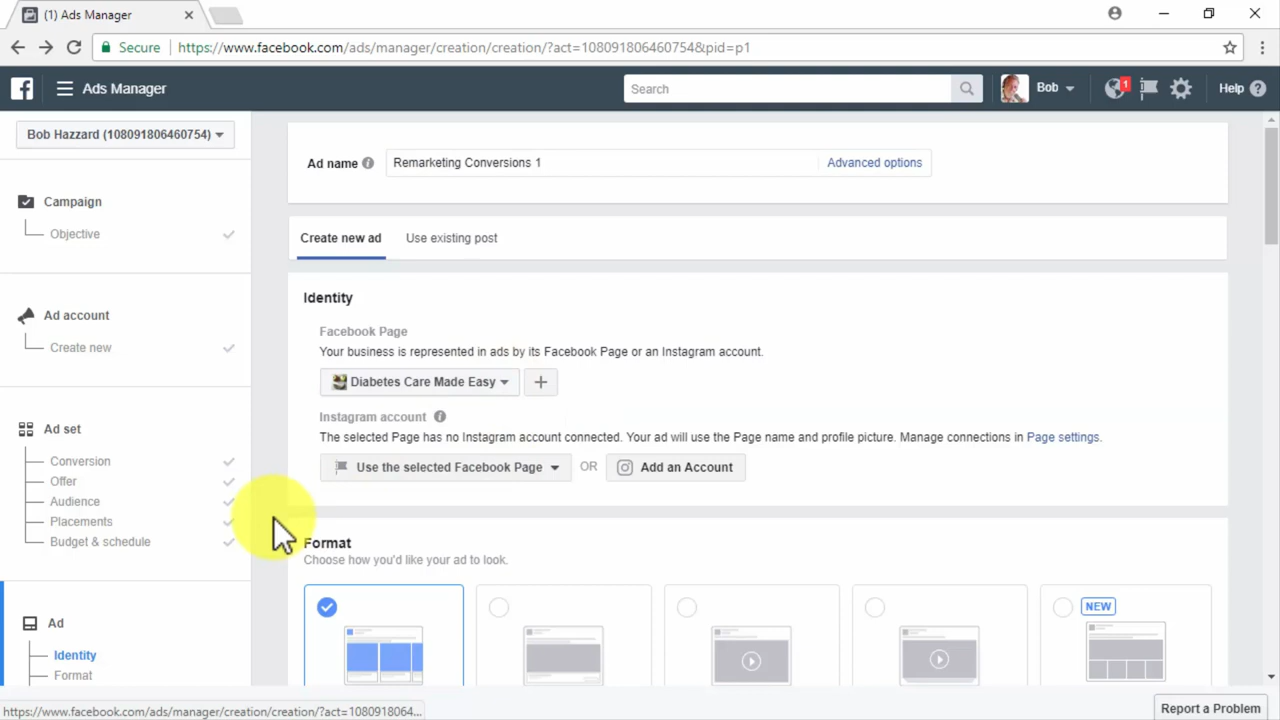 (1) Ads Manager
Secure https://www.facebook.com/ads/manager/creation/creation/?act=108091806460754&pid=p1
Ads Manager
Search
Bob
1
Help
Bob Hazzard (108091806460754)
Campaign
Objective
Ad account
Create new
Ad set
Conversion
Offer
Audience
Placements
Budget & schedule
Ad
Identity
Format
Ad name
Remarketing Conversions 1
Advanced options
Create new ad
Use existing post
Identity
Facebook Page
Your business is represented in ads by its Facebook Page or an Instagram account.
Diabetes Care Made Easy
Instagram account
The selected Page has no Instagram account connected. Your ad will use the Page name and profile picture. Manage connections in Page settings.
Use the selected Facebook Page OR Add an Account
Format
Choose how you'd like your ad to look.
NEW
https://www.facebook.com/ads/manager/creation/creation/?act=1080918064...
Report a Problem